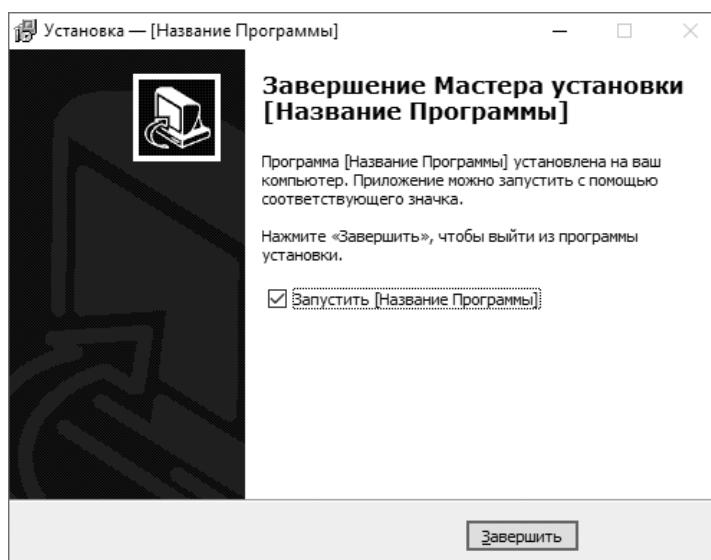 Установка — [Название Программы]
Завершение Мастера установки
[Название Программы]
Программа [Название Программы] установлена на ваш
компьютер. Приложение можно запустить с помощью
соответствующего значка.
Нажмите «Завершить», чтобы выйти из программы
установки.
Запустить [Название Программы]
Завершить